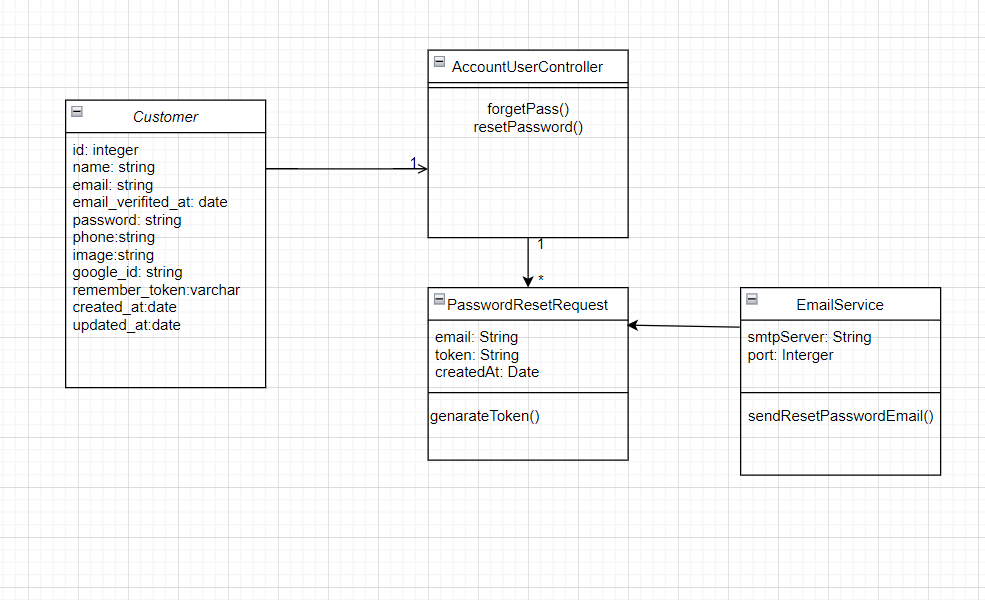 Customer
id: integer
name: string
email: string
email_verifited_at: date
password: string
phone:string
image:string
google_id: string
remember_token:varchar
created_at:date
updated_at:date
1
AccountUserController
forgetPass()
resetPassword()
1
*
PasswordResetRequest
email: String
token: String
createdAt: Date
genarateToken()
EmailService
smtpServer: String
port: Interger
sendResetPasswordEmail()